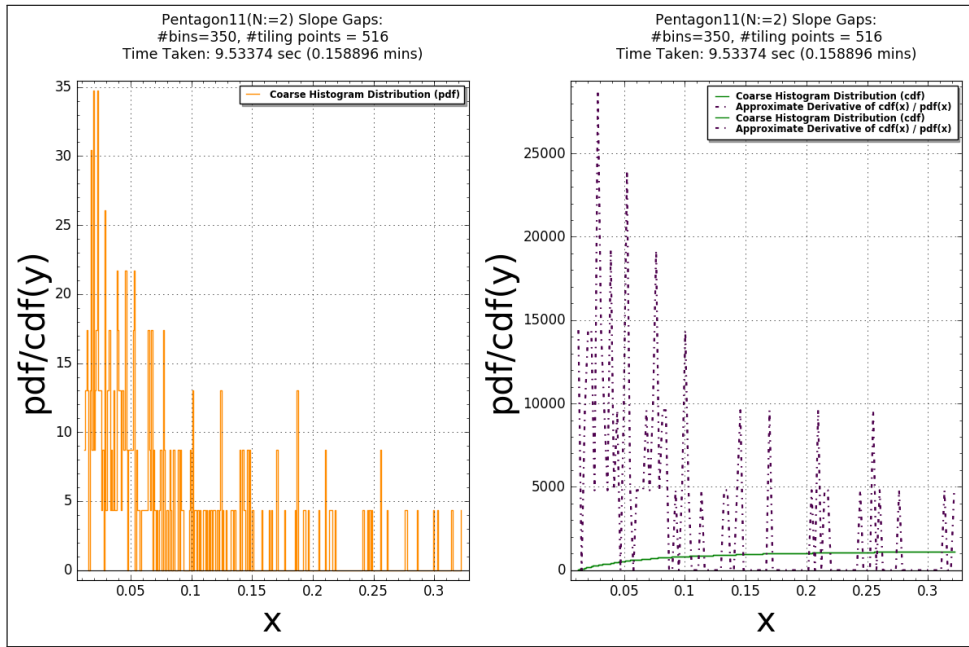 Pentagon11(N:=2) Slope Gaps:
#bins=350, #tiling points = 516
Time Taken: 9.53374 sec (0.158896 mins)
35
30
25
20
15
10
5
0
pdf/cdf(y)
Coarse Histogram Distribution (pdf)
0.05
0.1
0.15
0.2
0.25
0.3
x
Pentagon11(N:=2) Slope Gaps:
#bins=350, #tiling points = 516
Time Taken: 9.53374 sec (0.158896 mins)
25000
20000
15000
10000
5000
0
pdf/cdf(y)
Coarse Histogram Distribution (cdf)
Approximate Derivative of cdf(x) / pdf(x)
Coarse Histogram Distribution (cdf)
Approximate Derivative of cdf(x) / pdf(x)
0.05
0.1
0.15
0.2
0.25
0.3
x